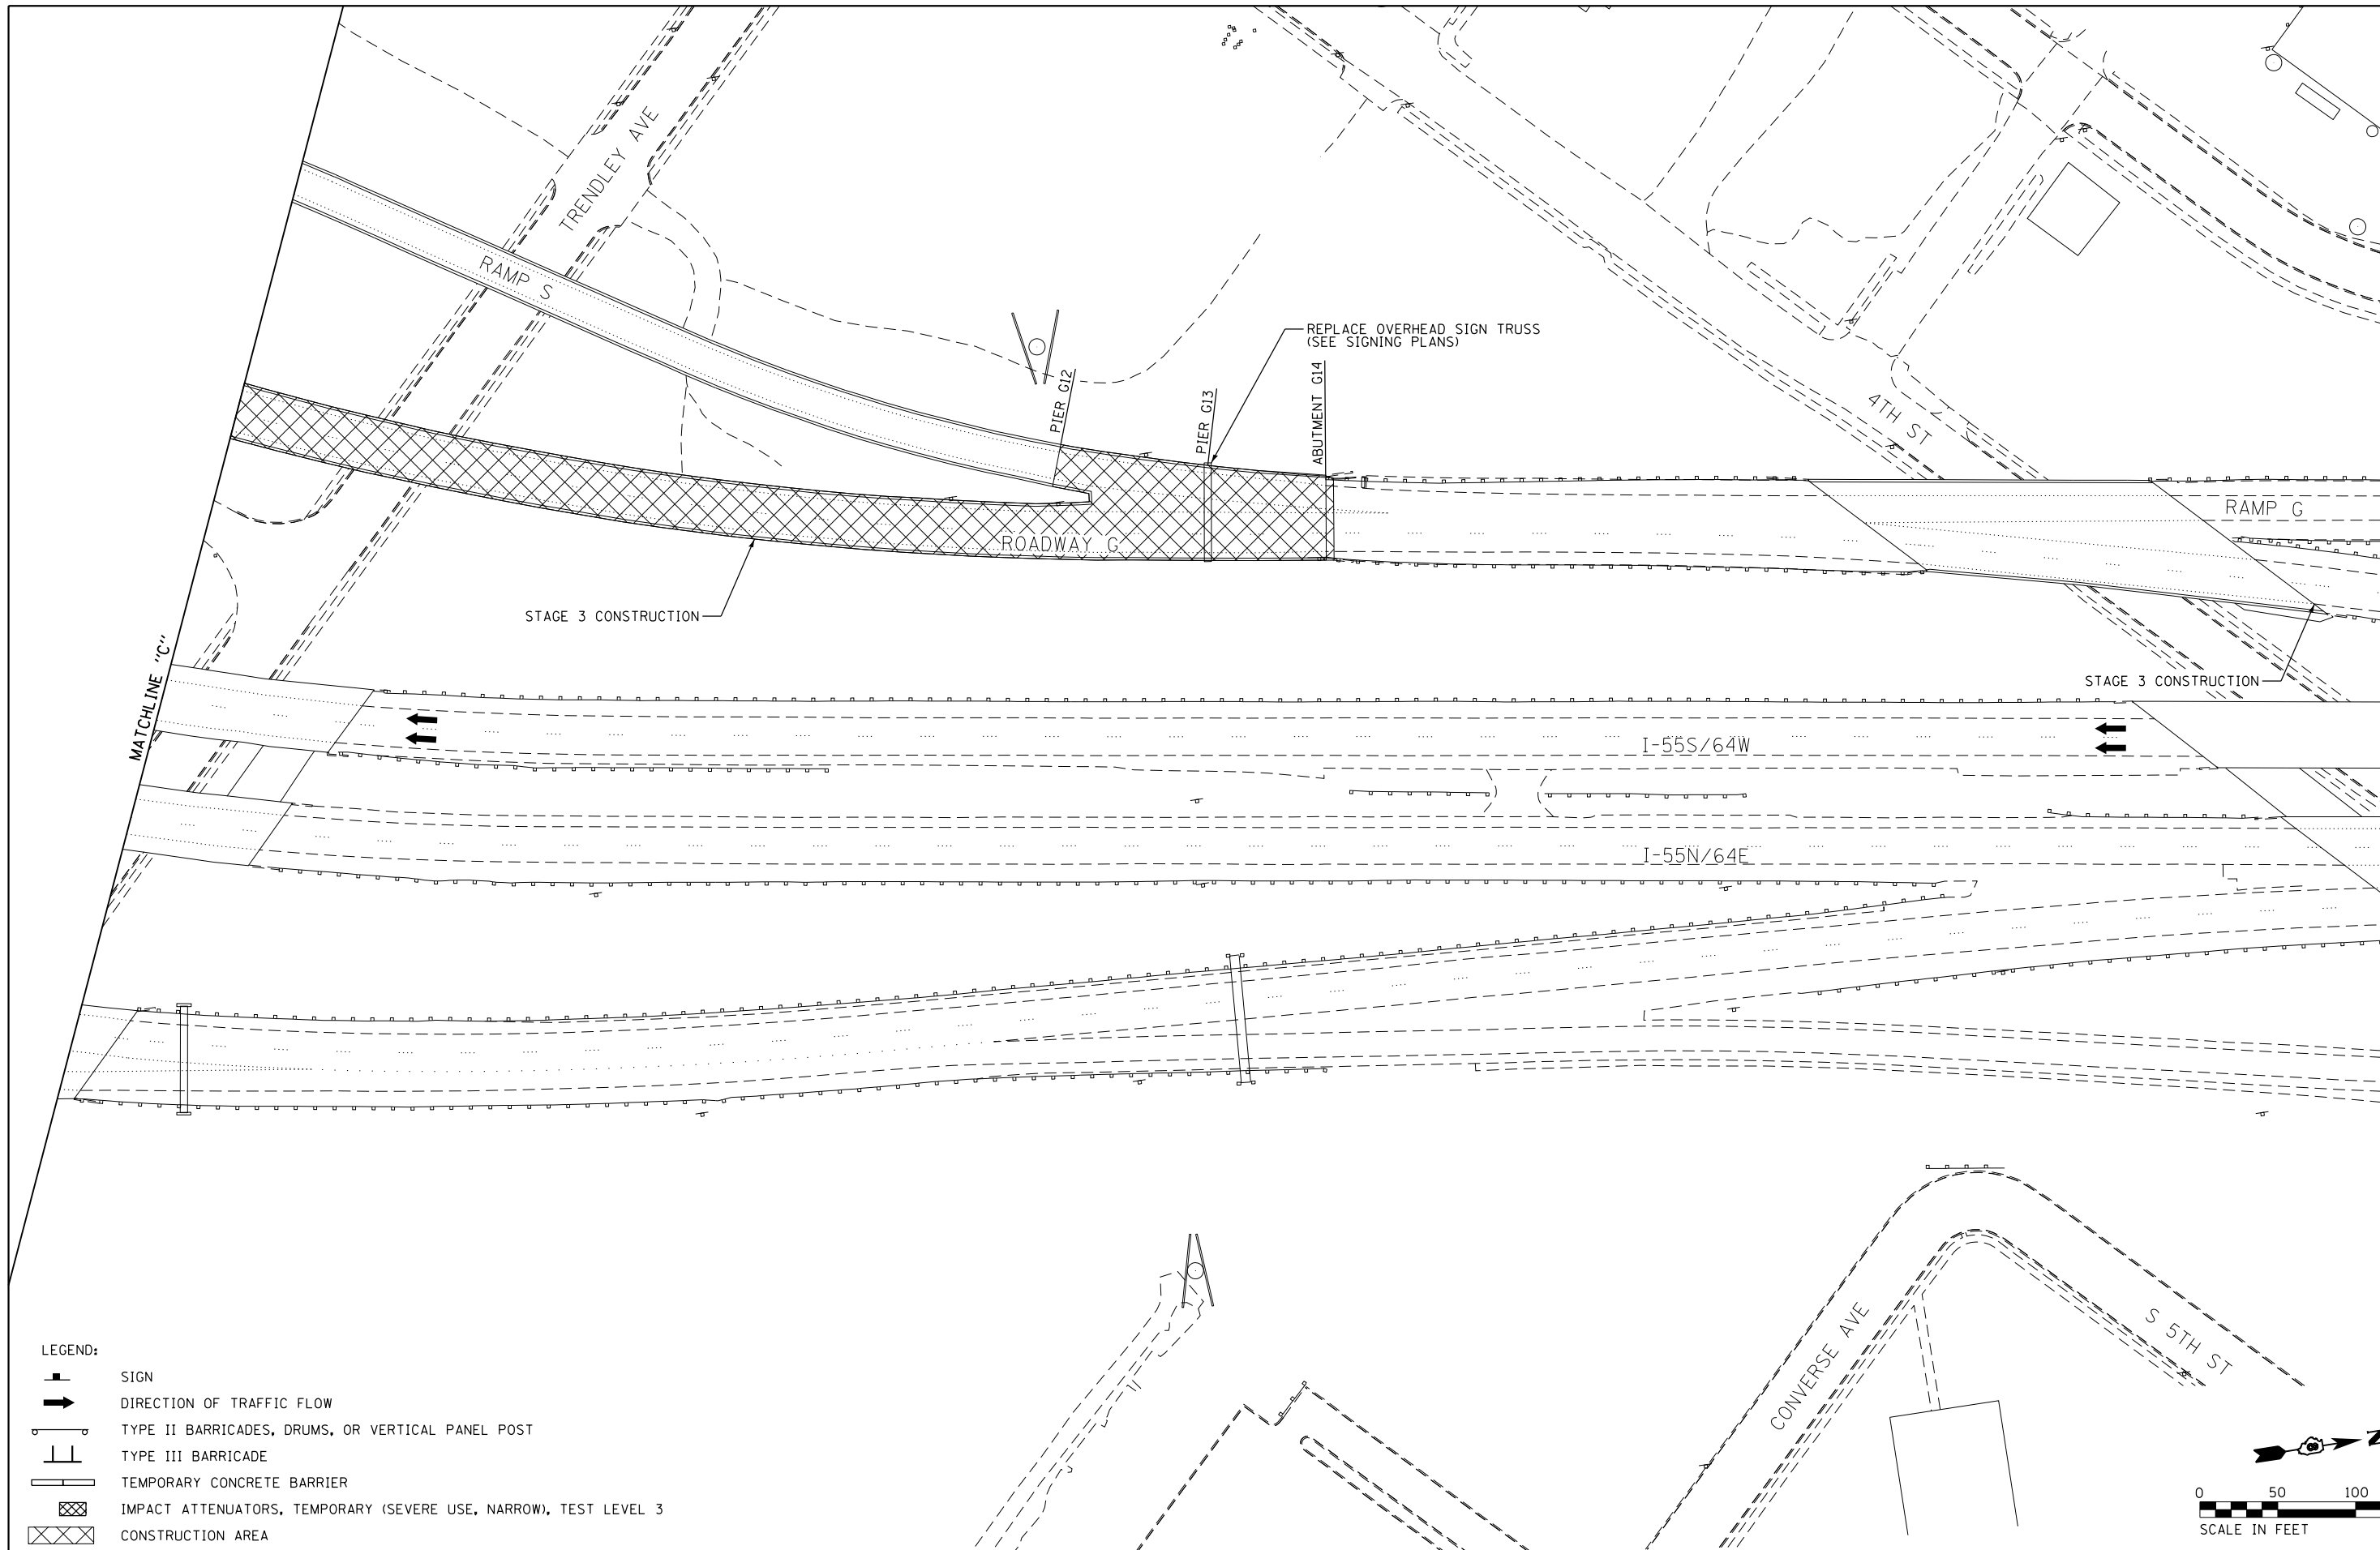 TRENDLEY AVE
RAMP S
REPLACE OVERHEAD SIGN TRUSS
(SEE SIGNING PLANS)
PIER G12
PIER G13
ABUTMENT G14
4TH ST
RAMP G
ROADWAY G
STAGE 3 CONSTRUCTION
STAGE 3 CONSTRUCTION
MATCHLINE "C"
I-55S/64W
I-55N/64E
CONVERSE AVE
S 5TH ST
LEGEND:
SIGN
DIRECTION OF TRAFFIC FLOW
TYPE II BARRICADES, DRUMS, OR VERTICAL PANEL POST
TYPE III BARRICADE
TEMPORARY CONCRETE BARRIER
IMPACT ATTENUATORS, TEMPORARY (SEVERE USE, NARROW), TEST LEVEL 3
CONSTRUCTION AREA
N
0 50 100
SCALE IN FEET